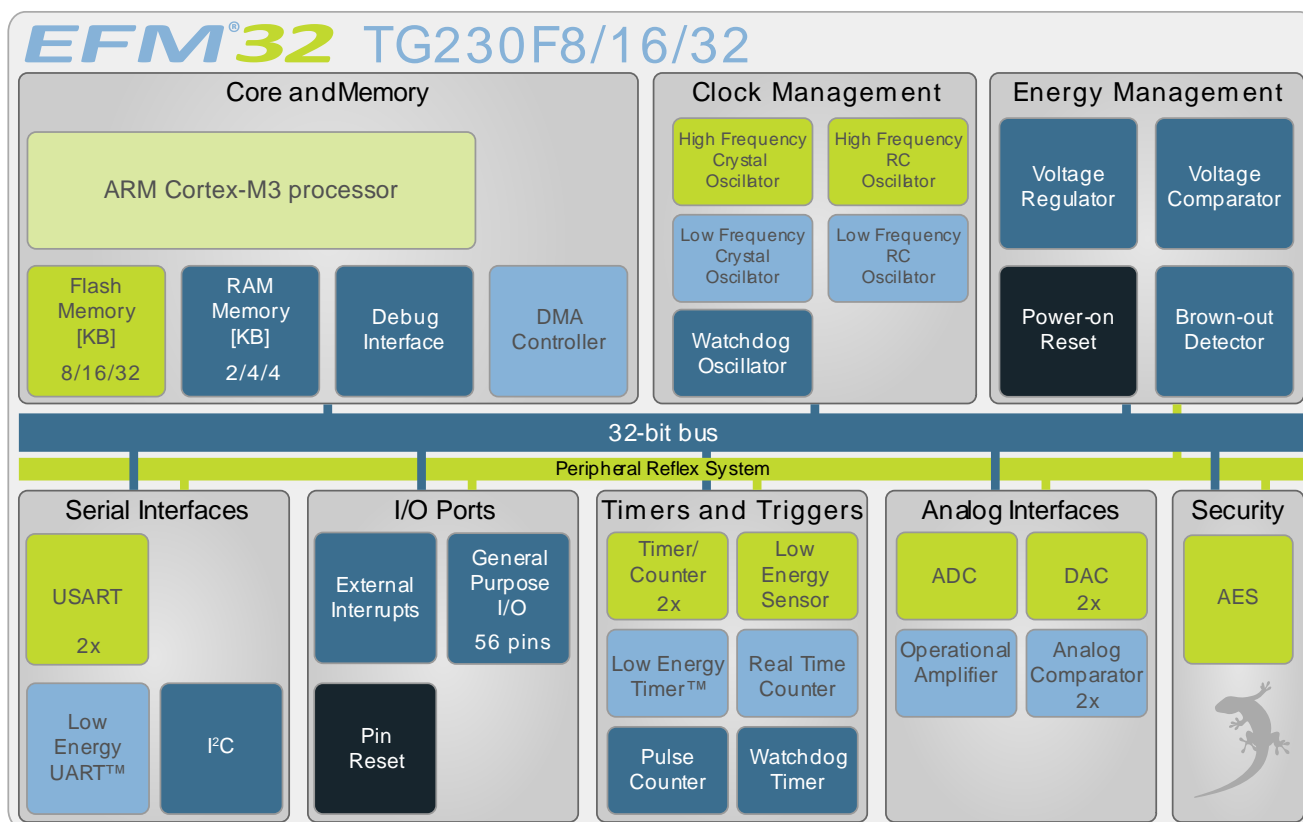 EFM®32 TG230F8/16/32
Core and Memory
ARM Cortex-M3 processor
Flash
Memory
[KB]
8/16/32
RAM
Memory
[KB]
2/4/4
Debug
Interface
DMA
Controller
Clock Management
High Frequency
Crystal
Oscillator
High Frequency
RC
Oscillator
Low Frequency
Crystal
Oscillator
Low Frequency
RC
Oscillator
Watchdog
Oscillator
Energy Management
Voltage
Regulator
Voltage
Comparator
Power-on
Reset
Brown-out
Detector
32-bit bus
Peripheral Reflex System
Serial Interfaces
USART
2x
Low
Energy
UART™
I²C
I/O Ports
External
Interrupts
General
Purpose
I/O
56 pins
Pin
Reset
Timers and Triggers
Timer/
Counter
2x
Low
Energy
Sensor
Low Energy
Timer™
Real Time
Counter
Pulse
Counter
Watchdog
Timer
Analog Interfaces
ADC
DAC
2x
Operational
Amplifier
Analog
Comparator
2x
Security
AES